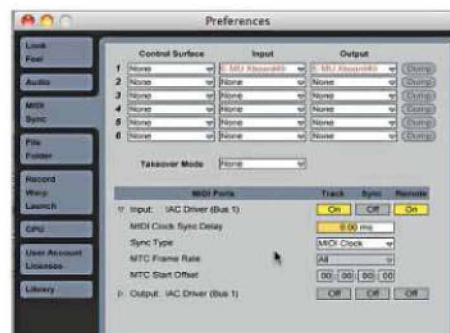 Preferences
Look
Feel
Audio
MIDI
Sync
File
Folder
Record
Warp
Launch
CPU
User Account
Licenses
Library
Control Surface Input Output
1 None E-MU Xboard49 E-MU Xboard49 Dump
2 None None None Dump
3 None None None Dump
4 None None None Dump
5 None None None Dump
6 None None None Dump
Takeover Mode None
MIDI Ports Track Sync Remote
Input: IAC Driver (Bus 1) On Off On
MIDI Clock Sync Delay 0.00 ms
Sync Type MIDI Clock
MTC Frame Rate All
MTC Start Offset 00:00:00:00
Output: IAC Driver (Bus 1) Off Off Off